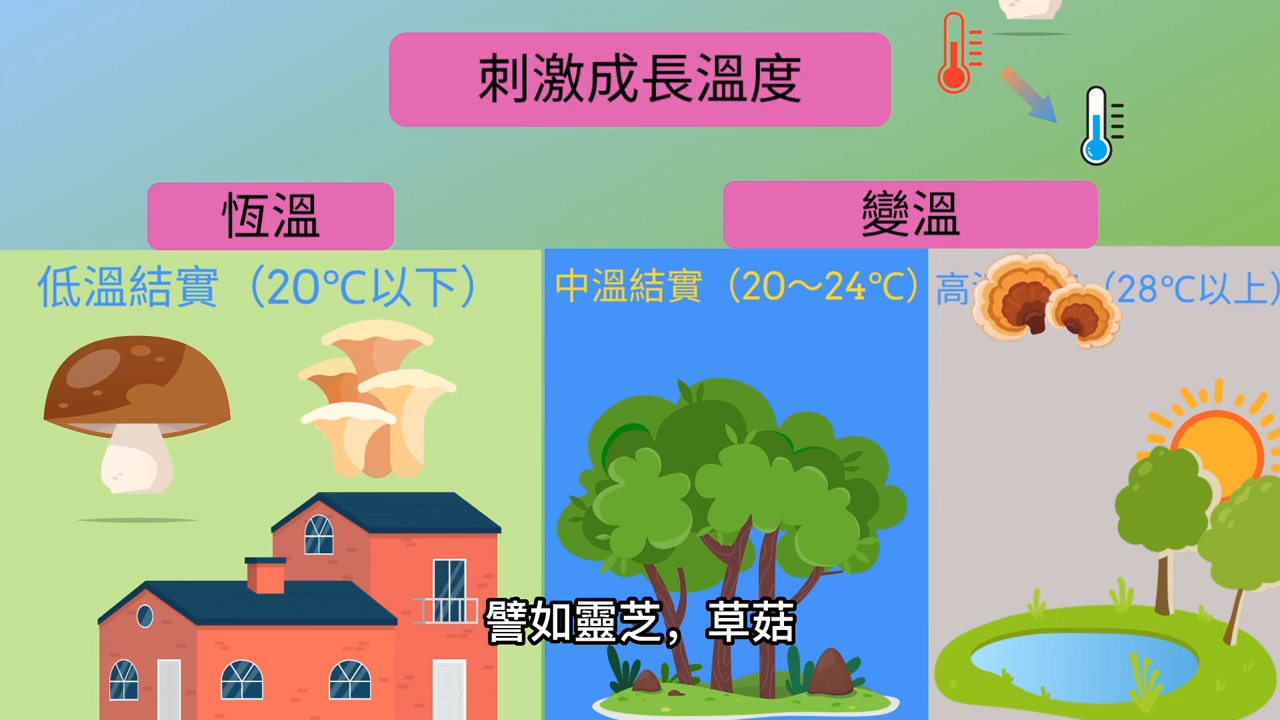 刺激成長溫度
恆溫
變溫
低溫結實（20℃以下）
中溫結實（20～24℃）
高（28℃以上）
譬如靈芝，草菇